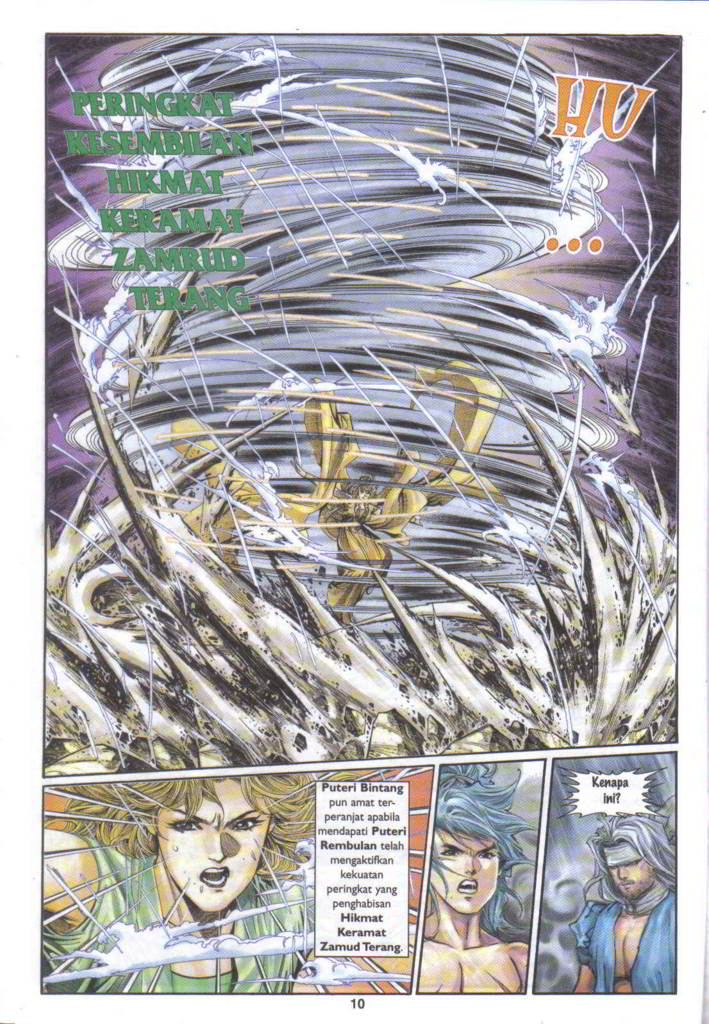 PERINGKAT
KESEMBILAN
HIKMAT
KERAMAT
ZAMRUD
TERANG
HU
...
Puteri Bintang
pun amat ter-
peranjat apabila
mendapati Puteri
Rembulan telah
mengaktifkan
kekuatan
peringkat yang
penghabisan
Hikmat
Keramat
Zamud Terang.
Kenapa
ini?
10